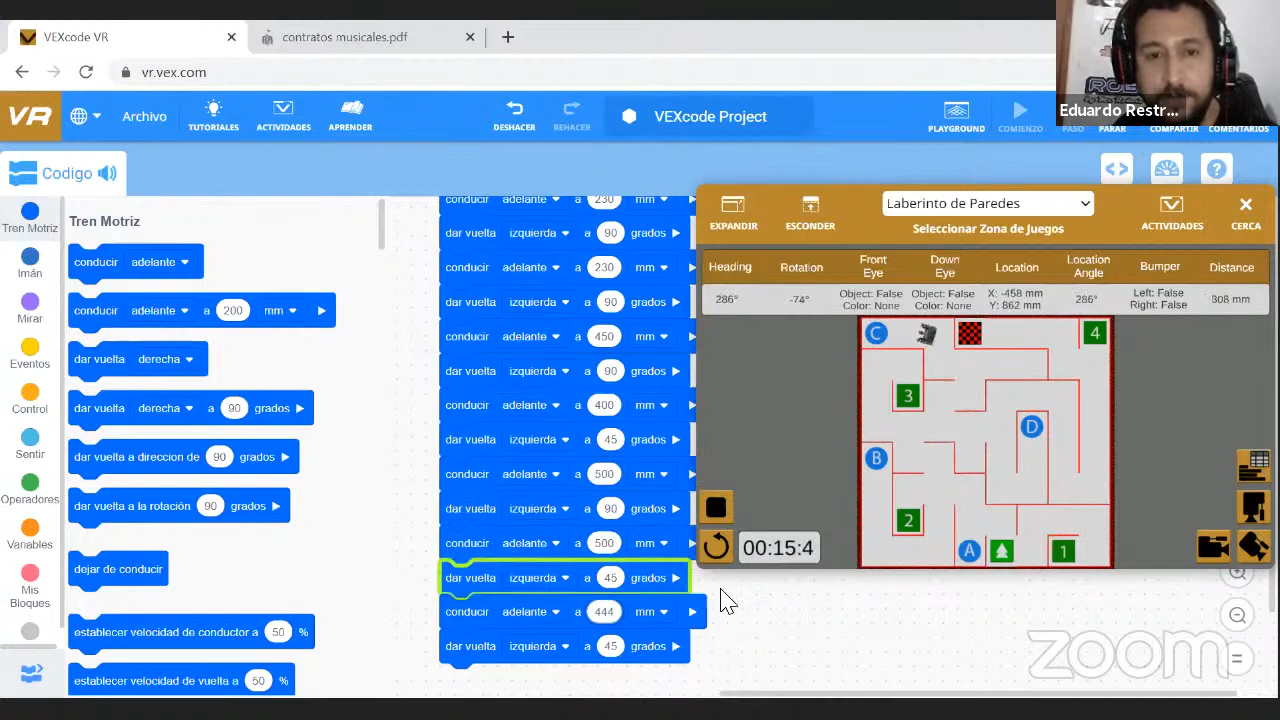 VEXcode VR
contratos musicales.pdf
vr.vex.com
Eduardo Restr...
VR
Archivo
TUTORIALES
ACTIVIDADES
APRENDER
DESHACER
REHACER
VEXcode Project
PLAYGROUND
COMIENZO
PASO
PARAR
COMPARTIR
COMENTARIOS
Codigo
Tren Motriz
Imán
Mirar
Eventos
Control
Sentir
Operadores
Variables
Mis
Bloques
Tren Motriz
conducir adelante
conducir adelante a 200 mm
dar vuelta derecha
dar vuelta derecha a 90 grados
dar vuelta a direccion de 90 grados
dar vuelta a la rotación 90 grados
dejar de conducir
establecer velocidad de conductor a 50 %
establecer velocidad de vuelta a 50 %
conducir adelante a 230 mm
dar vuelta izquierda a 90 grados
conducir adelante a 230 mm
dar vuelta izquierda a 90 grados
conducir adelante a 450 mm
dar vuelta izquierda a 90 grados
conducir adelante a 400 mm
dar vuelta izquierda a 45 grados
conducir adelante a 500 mm
dar vuelta izquierda a 90 grados
conducir adelante a 500 mm
dar vuelta izquierda a 45 grados
conducir adelante a 444 mm
dar vuelta izquierda a 45 grados
EXPANDIR
ESCONDER
Laberinto de Paredes
Seleccionar Zona de Juegos
ACTIVIDADES
CERCA
Heading
Rotation
Front
Eye
Down
Eye
Location
Location
Angle
Bumper
Distance
286°
-74°
Object: False
Color: None
Object: False
Color: None
X: -458 mm
Y: 862 mm
286°
Left: False
Right: False
808 mm
C
4
3
D
B
2
A
1
00:15:4
zoom